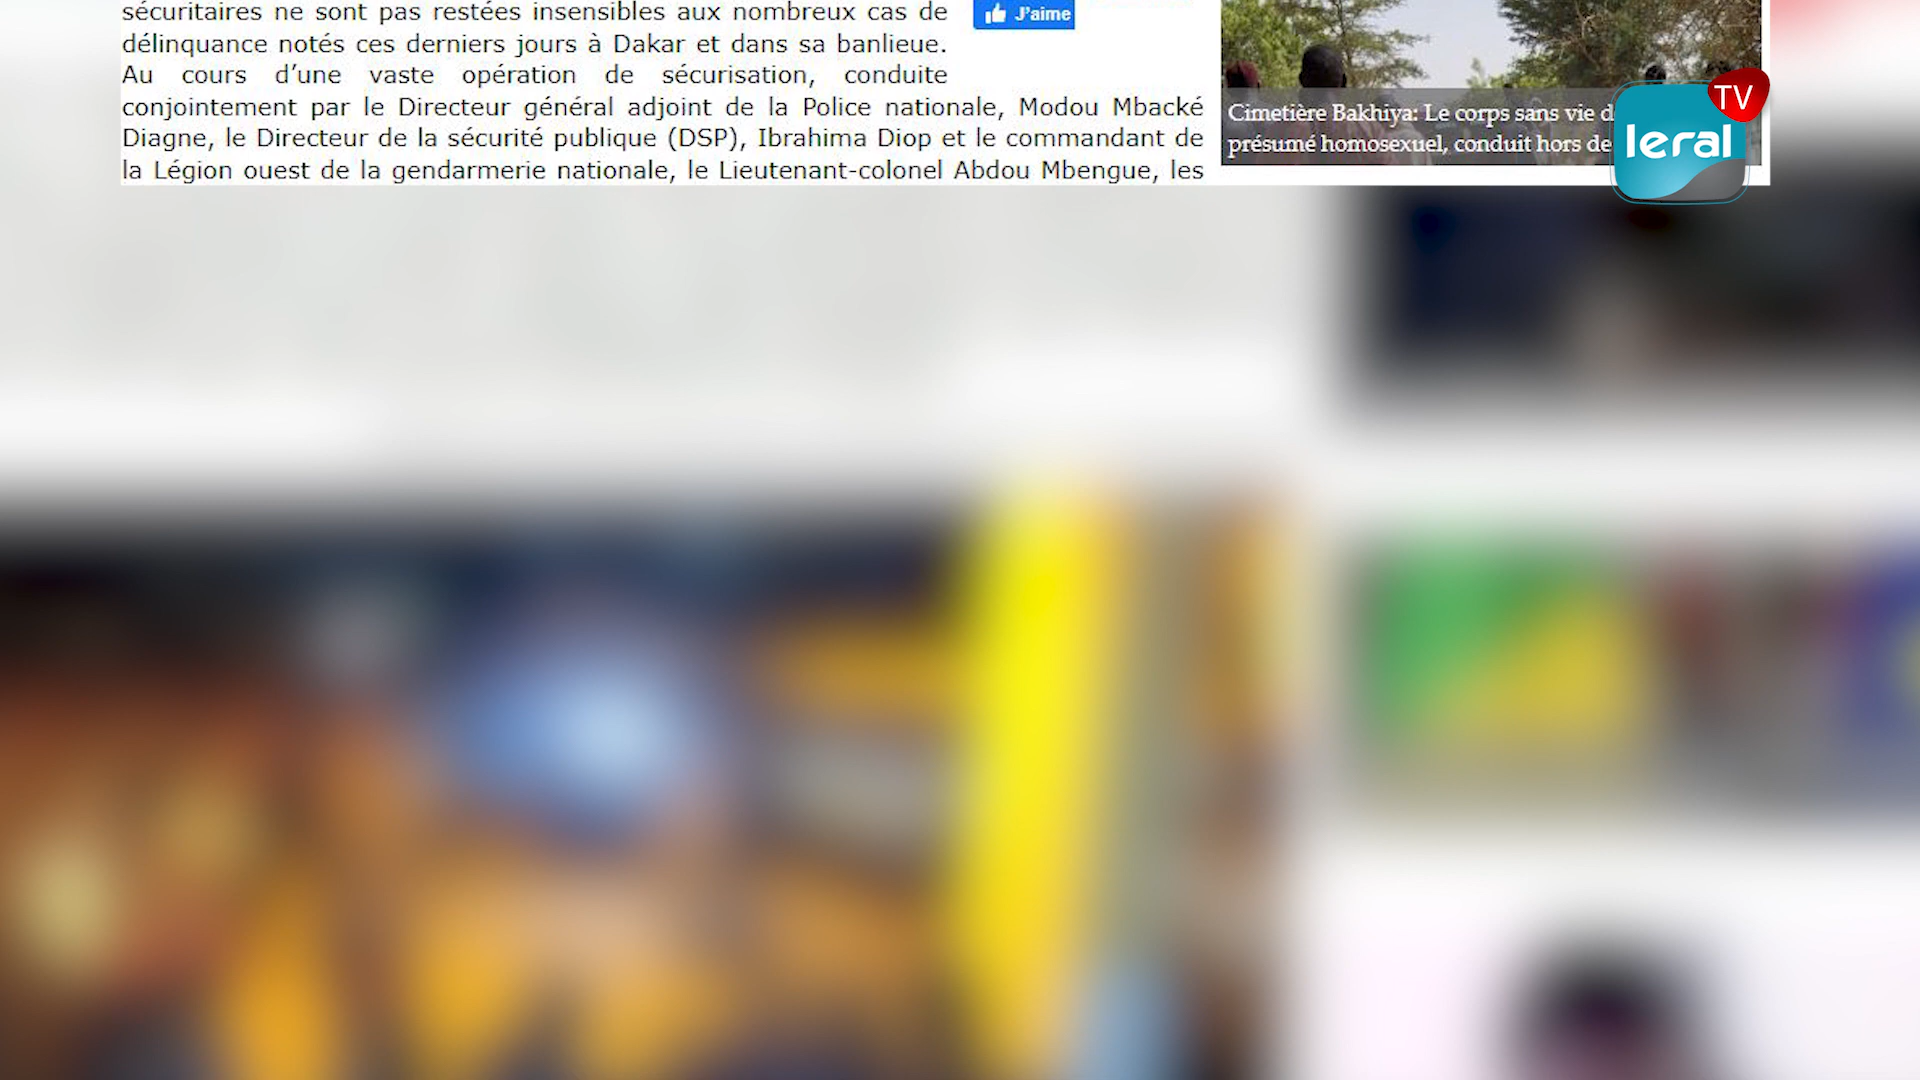 sécuritaires ne sont pas restées insensibles aux nombreux cas de
délinquance notés ces derniers jours à Dakar et dans sa banlieue.
Au cours d’une vaste opération de sécurisation, conduite
conjointement par le Directeur général adjoint de la Police nationale, Modou Mbacké
Diagne, le Directeur de la sécurité publique (DSP), Ibrahima Diop et le commandant de
la Légion ouest de la gendarmerie nationale, le Lieutenant-colonel Abdou Mbengue, les
J’aime
Cimetière Bakhiya: Le corps sans vie
présumé homosexuel, conduit hors de
TV
leral